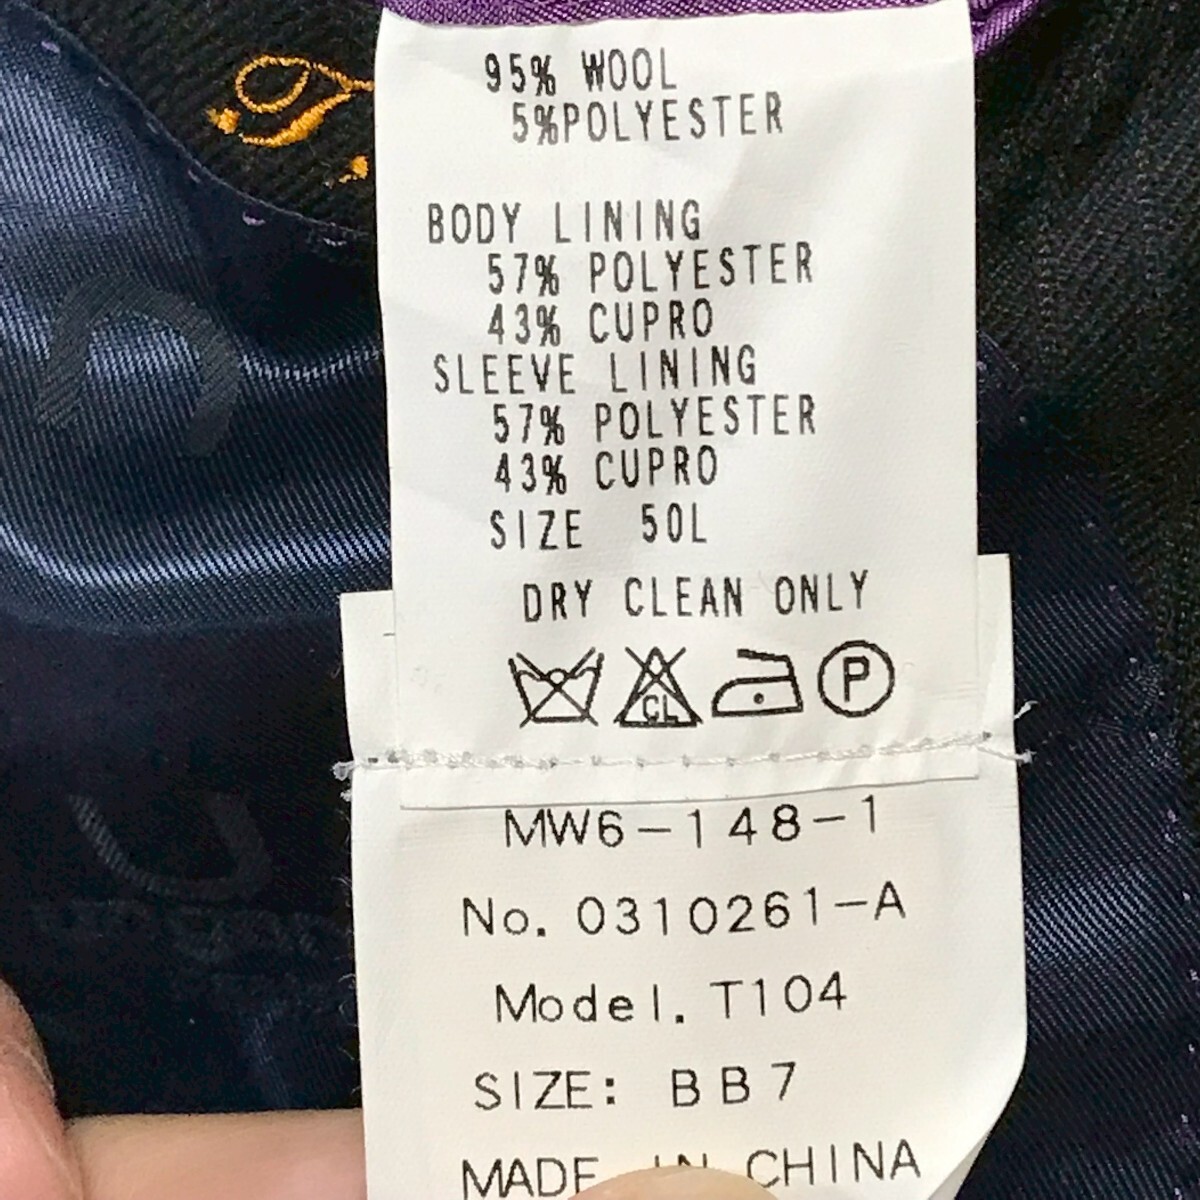 95% WOOL
5%POLYESTER
BODY LINING
57% POLYESTER
43% CUPRO
SLEEVE LINING
57% POLYESTER
43% CUPRO
SIZE 50L
DRY CLEAN ONLY
CL P
MW6-148-1
No. 0310261-A
Model. T104
SIZE: BB7
MADE IN CHINA